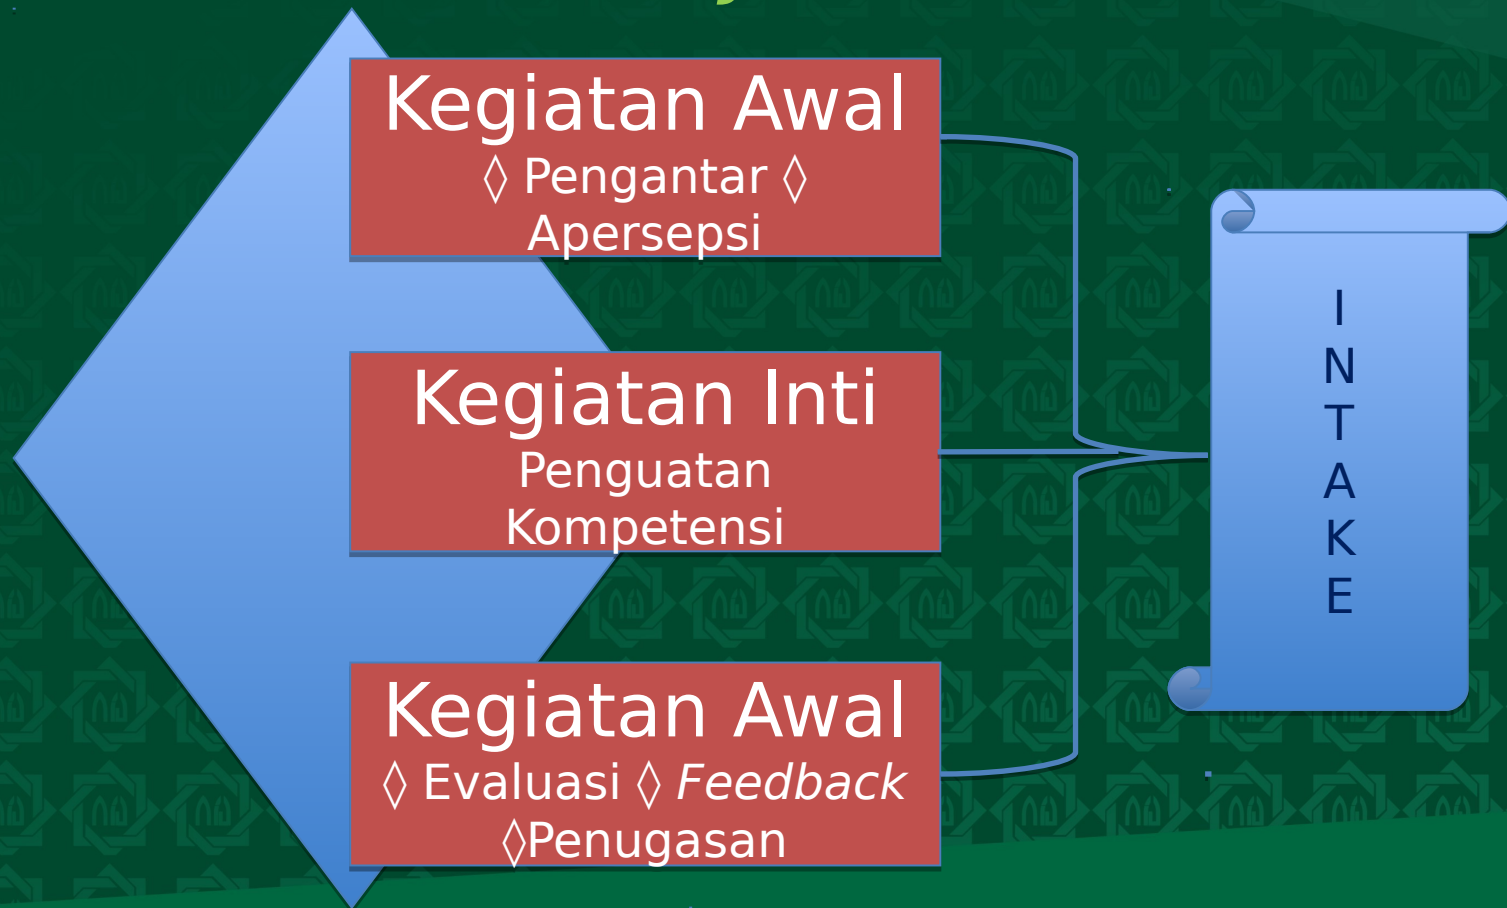 Kegiatan Awal
◊ Pengantar ◊
Apersepsi
Kegiatan Inti
Penguatan
Kompetensi
Kegiatan Awal
◊ Evaluasi ◊ Feedback
◊Penugasan
I
N
T
A
K
E